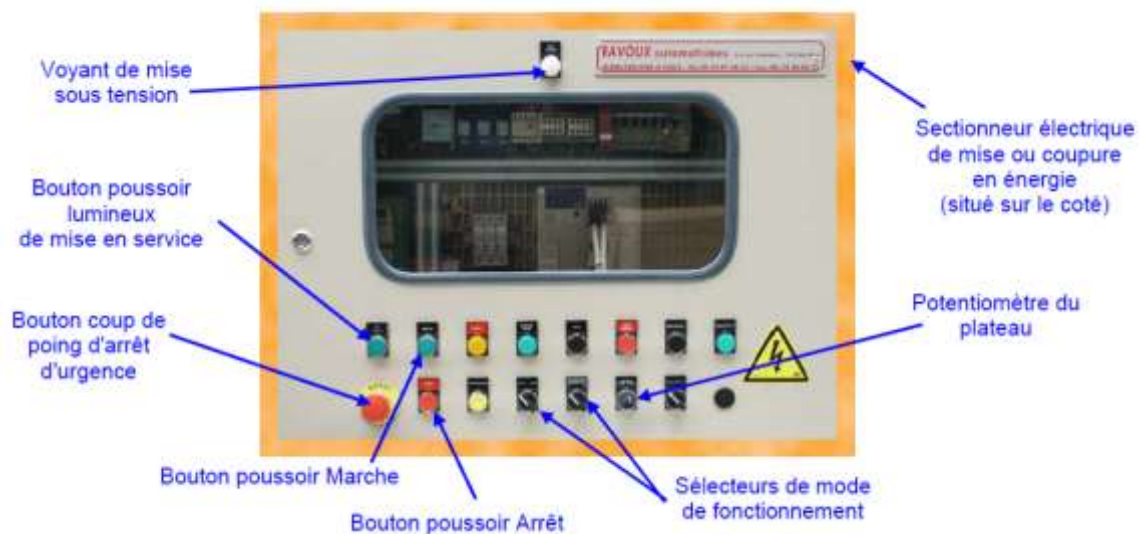 Voyant de mise
sous tension
RAVOUX automatismes
Sectionneur électrique
de mise ou coupure
en énergie
(situé sur le coté)
Bouton poussoir
lumineux
de mise en service
Potentiomètre du
plateau
Bouton coup de
poing d'arrêt
d'urgence
Bouton poussoir Marche
Bouton poussoir Arrêt
Sélecteurs de mode
de fonctionnement